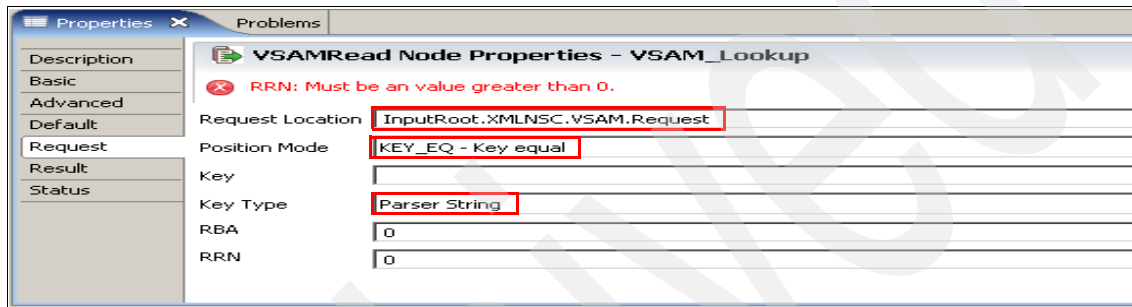 Properties Problems
Description
Basic
Advanced
Default
Request
Result
Status
VSAMRead Node Properties - VSAM_Lookup
RRN: Must be an value greater than 0.
Request Location InputRoot.XMLNSC.VSAM.Request
Position Mode KEY_EQ - Key equal
Key
Key Type Parser String
RBA 0
RRN 0